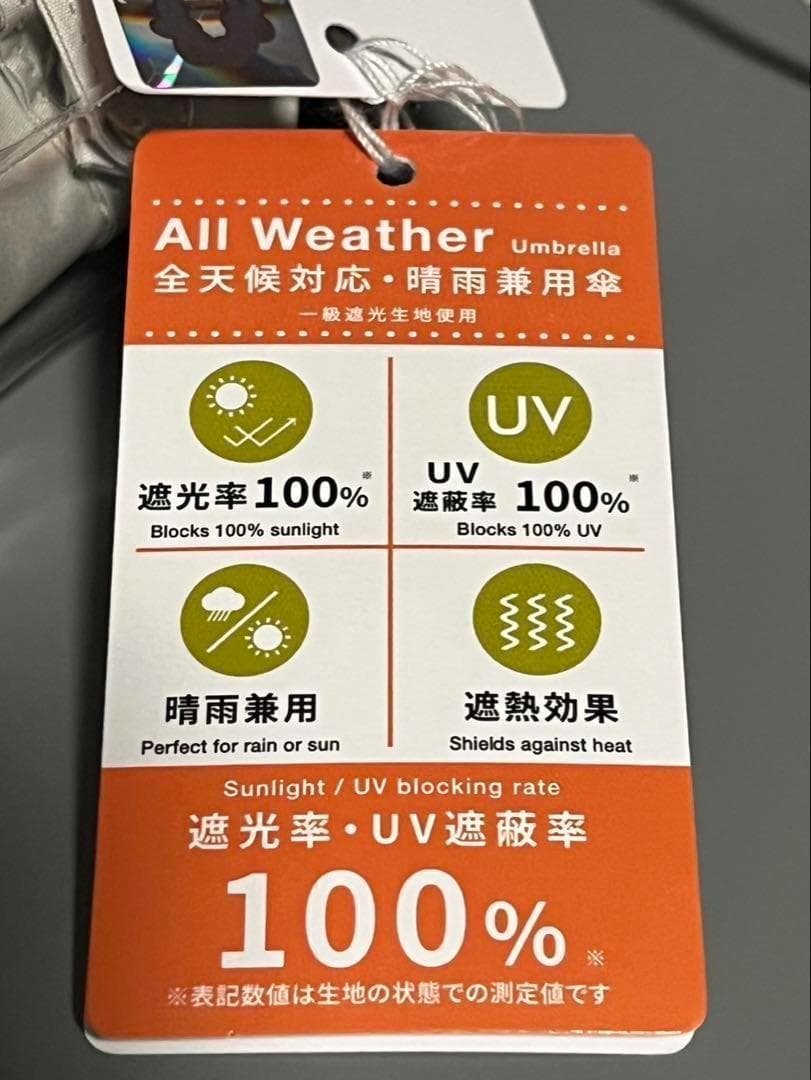 All Weather Umbrella
全天候対応・晴雨兼用傘
一級遮光生地使用
遮光率100%※
Blocks 100% sunlight
UV
UV
遮蔽率 100%※
Blocks 100% UV
晴雨兼用
Perfect for rain or sun
遮熱効果
Shields against heat
Sunlight / UV blocking rate
遮光率・UV遮蔽率
100%※
※表記数値は生地の状態での測定値です